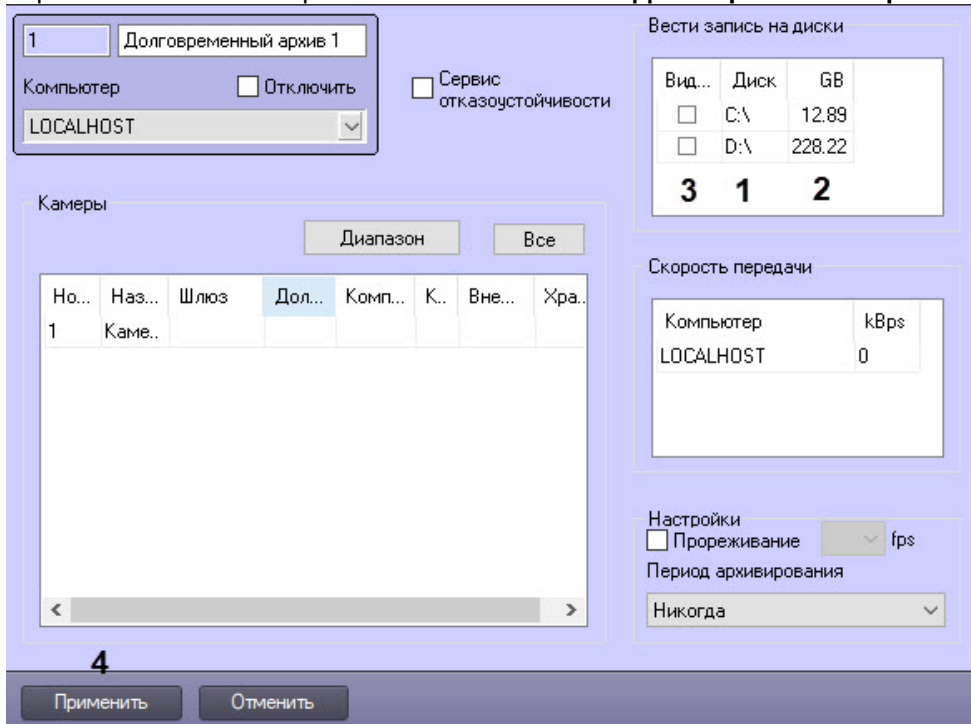 1 Долговременный архив 1
Компьютер Отключить
LOCALHOST
Сервис
отказоустойчивости
Вести запись на диски
Вид... Диск GB
C:\ 12.89
D:\ 228.22
3 1 2
Камеры
Диапазон Все
Но... Наз... Шлюз Дол... Комп... К.. Вне... Хра..
1 Каме..
Скорость передачи
Компьютер kBps
LOCALHOST 0
Настройки
Прореживание fps
Период архивирования
Никогда
4
Применить Отменить